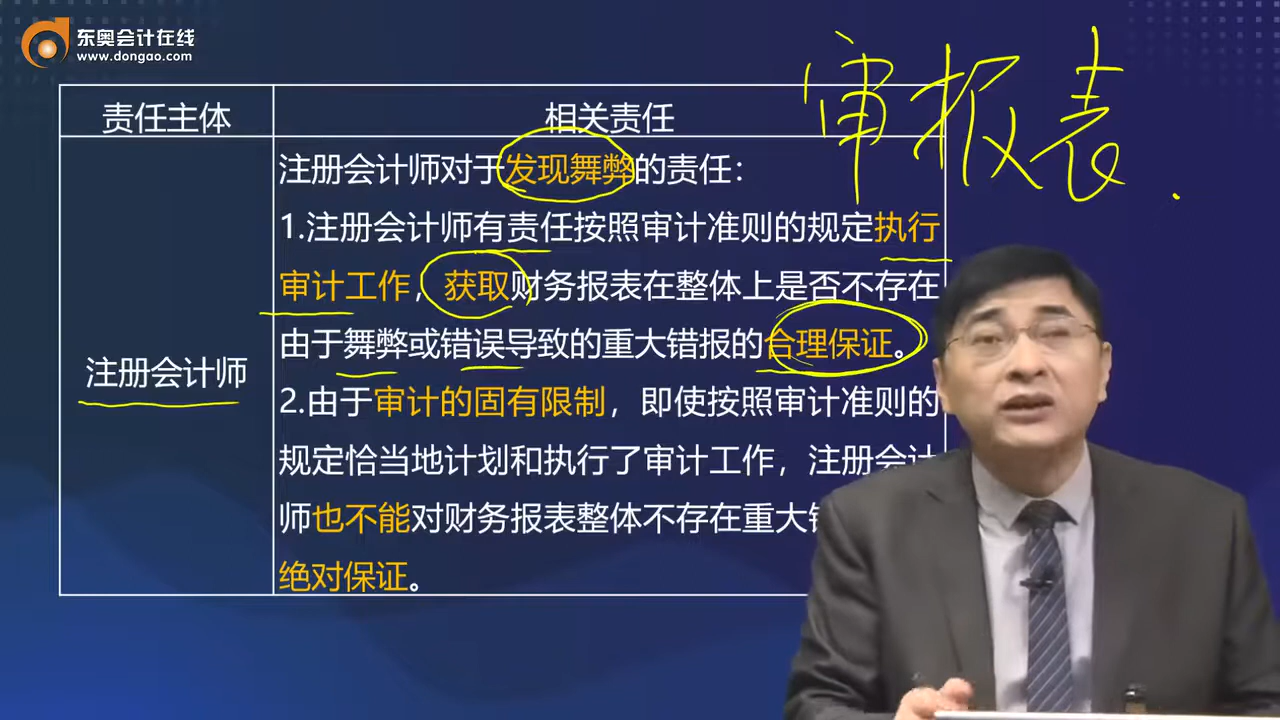 东奥会计在线
www.dongao.com
审报表.
责任主体
相关责任
注册会计师
注册会计师对于发现舞弊的责任：
1.注册会计师有责任按照审计准则的规定执行
审计工作，获取财务报表在整体上是否不存在
由于舞弊或错误导致的重大错报的合理保证。
2.由于审计的固有限制，即使按照审计准则的
规定恰当地计划和执行了审计工作，注册会计
师也不能对财务报表整体不存在重大错
绝对保证。